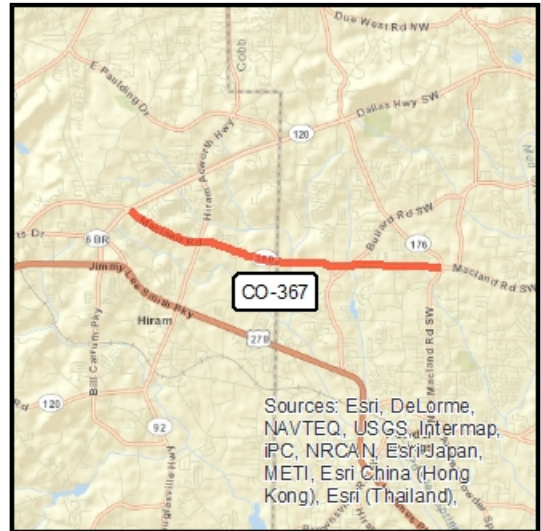 Due West Rd NW
Cobb
E Paulding Dr
Dallas Hwy SW
120
Hiram Acworth Hwy
Bullard Rd SW
6 BR
176
Macland Rd SW
Jimmy Lee Smith Pky
CO-367
Hiram
Bill Carruth Pky
278
Macland Rd SW
120
92
Sources: Esri, DeLorme,
NAVTEQ, USGS, Intermap,
iPC, NRCAN, Esri Japan,
METI, Esri China (Hong
Kong), Esri (Thailand),